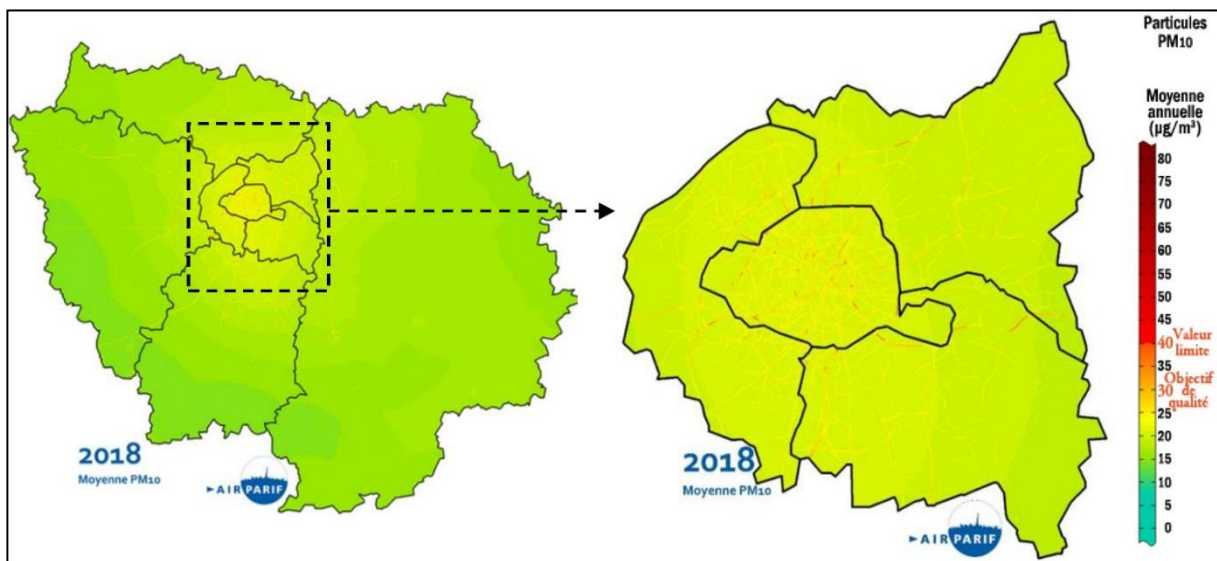 2018
Moyenne PM10
AIR PARIF
2018
Moyenne PM10
AIR PARIF
Particules
PM10
Moyenne
annuelle
(µg/m³)
80
75
70
65
60
55
50
45
40 Valeur
limite
35
Objectif
30 de
qualité
25
20
15
10
5
0